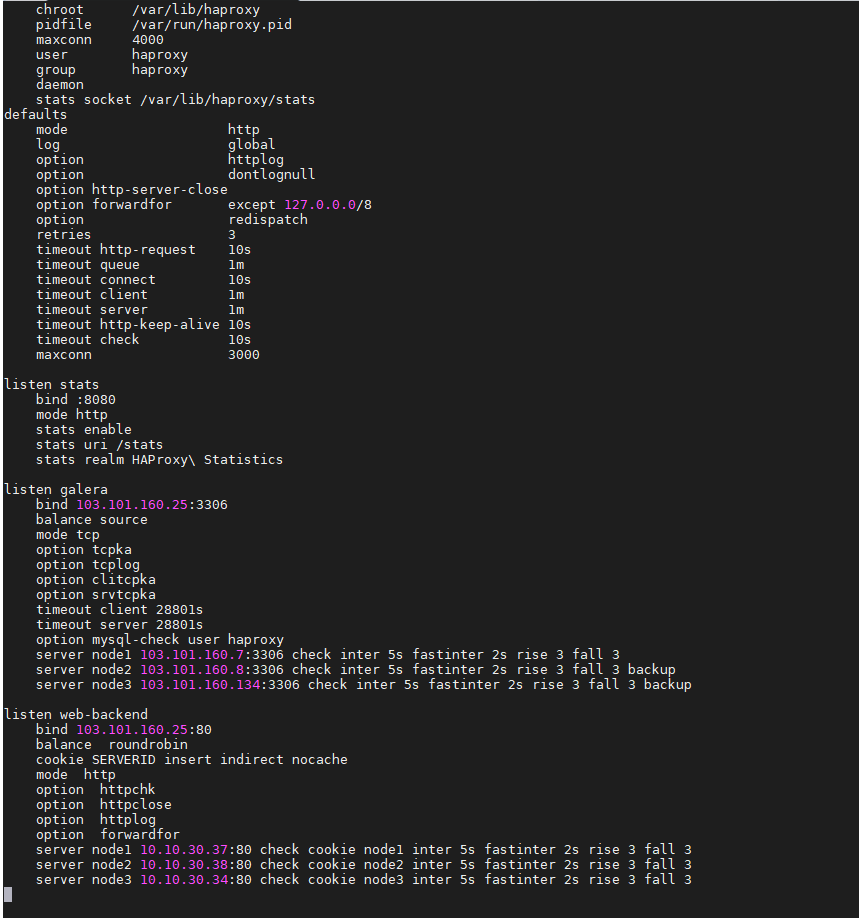 chroot /var/lib/haproxy
pidfile /var/run/haproxy.pid
maxconn 4000
user haproxy
group haproxy
daemon
stats socket /var/lib/haproxy/stats
defaults
mode http
log global
option httplog
option dontlognull
option http-server-close
option forwardfor except 127.0.0.0/8
option redispatch
retries 3
timeout http-request 10s
timeout queue 1m
timeout connect 10s
timeout client 1m
timeout server 1m
timeout http-keep-alive 10s
timeout check 10s
maxconn 3000
listen stats
bind :8080
mode http
stats enable
stats uri /stats
stats realm HAProxy\ Statistics
listen galera
bind 103.101.160.25:3306
balance source
mode tcp
option tcpka
option tcplog
option clitcpka
option srvtcpka
timeout client 28801s
timeout server 28801s
option mysql-check user haproxy
server node1 103.101.160.7:3306 check inter 5s fastinter 2s rise 3 fall 3
server node2 103.101.160.8:3306 check inter 5s fastinter 2s rise 3 fall 3 backup
server node3 103.101.160.134:3306 check inter 5s fastinter 2s rise 3 fall 3 backup
listen web-backend
bind 103.101.160.25:80
balance roundrobin
cookie SERVERID insert indirect nocache
mode http
option httpchk
option httpclose
option httplog
option forwardfor
server node1 10.10.30.37:80 check cookie node1 inter 5s fastinter 2s rise 3 fall 3
server node2 10.10.30.38:80 check cookie node2 inter 5s fastinter 2s rise 3 fall 3
server node3 10.10.30.34:80 check cookie node3 inter 5s fastinter 2s rise 3 fall 3